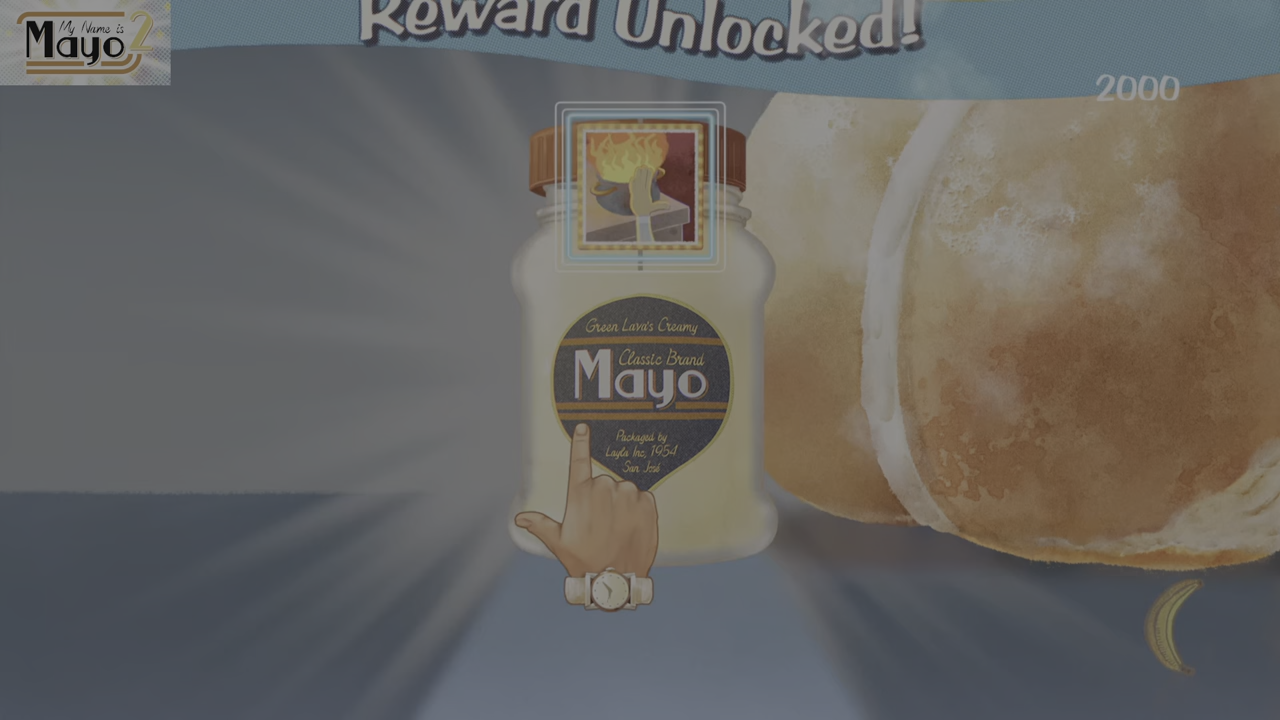 My Name is
Mayo 2
Reward Unlocked!
2000
Green Lava's Creamy
Classic Brand
Mayo
Packaged by
Layla Inc, 1954
San José